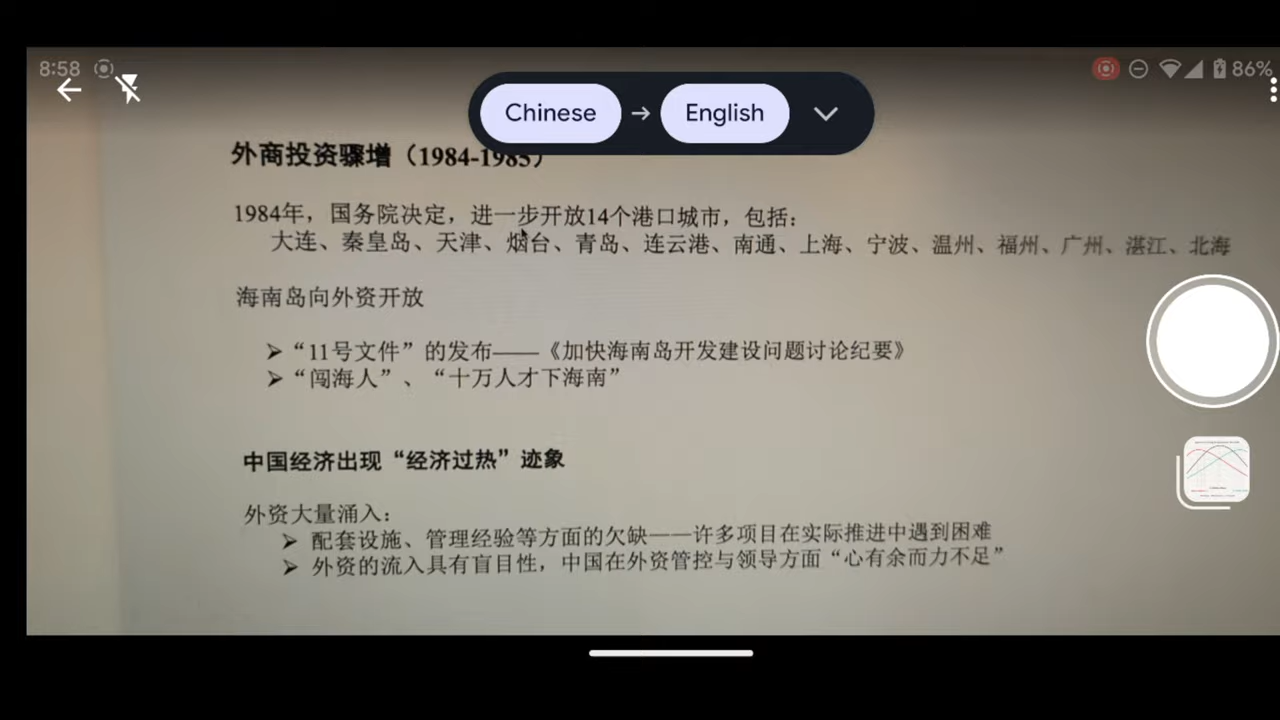 8:58
86%
Chinese → English
外商投资骤增（1984-1985）
1984年，国务院决定，进一步开放14个港口城市，包括：
大连、秦皇岛、天津、烟台、青岛、连云港、南通、上海、宁波、温州、福州、广州、湛江、北海
海南岛向外资开放
➢ “11号文件”的发布——《加快海南岛开发建设问题讨论纪要》
➢ “闯海人”、“十万人才下海南”
中国经济出现“经济过热”迹象
外资大量涌入：
➢ 配套设施、管理经验等方面的欠缺——许多项目在实际推进中遇到困难
➢ 外资的流入具有盲目性，中国在外资管控与领导方面“心有余而力不足”